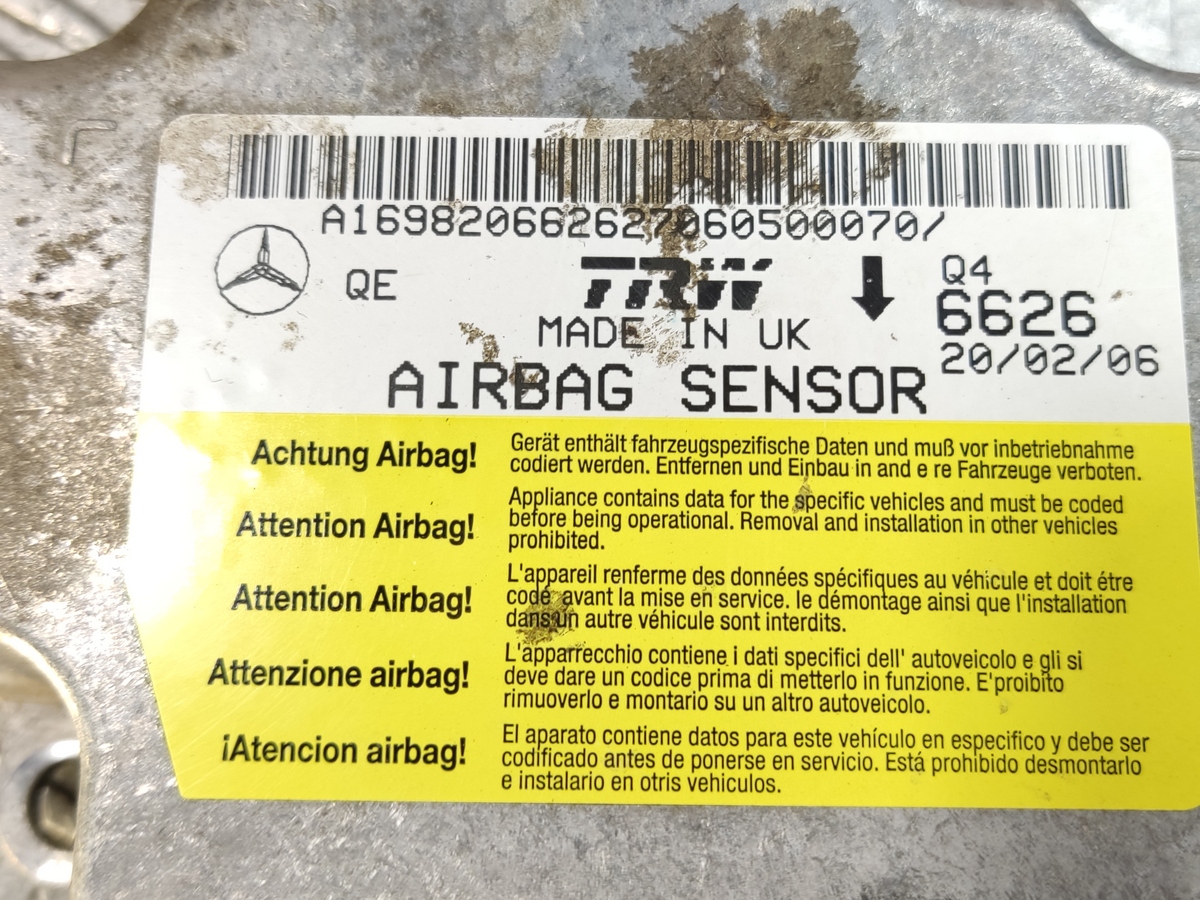 A169820662627060500070/
QE
TRW
Q4
6626
MADE IN UK
20/02/06
AIRBAG SENSOR
Achtung Airbag!
Gerät enthält fahrzeugspezifische Daten und muß vor inbetriebnahme
codiert werden. Entfernen und Einbau in and e re Fahrzeuge verboten.
Attention Airbag!
Appliance contains data for the specific vehicles and must be coded
before being operational. Removal and installation in other vehicles
prohibited.
Attention Airbag!
L'appareil renferme des données spécifiques au véhicule et doit étre
codé avant la mise en service. le démontage ainsi que l'installation
dans un autre véhicule sont interdits.
Attenzione airbag!
L'apparrecchio contiene i dati specifici dell' autoveicolo e gli si
deve dare un codice prima di metterlo in funzione. E'proibito
rimuoverlo e montario su un altro autoveicolo.
¡Atencion airbag!
El aparato contiene datos para este vehículo en especifico y debe ser
codificado antes de ponerse en servicio. Está prohibido desmontarlo
e instalario en otris vehiculos.